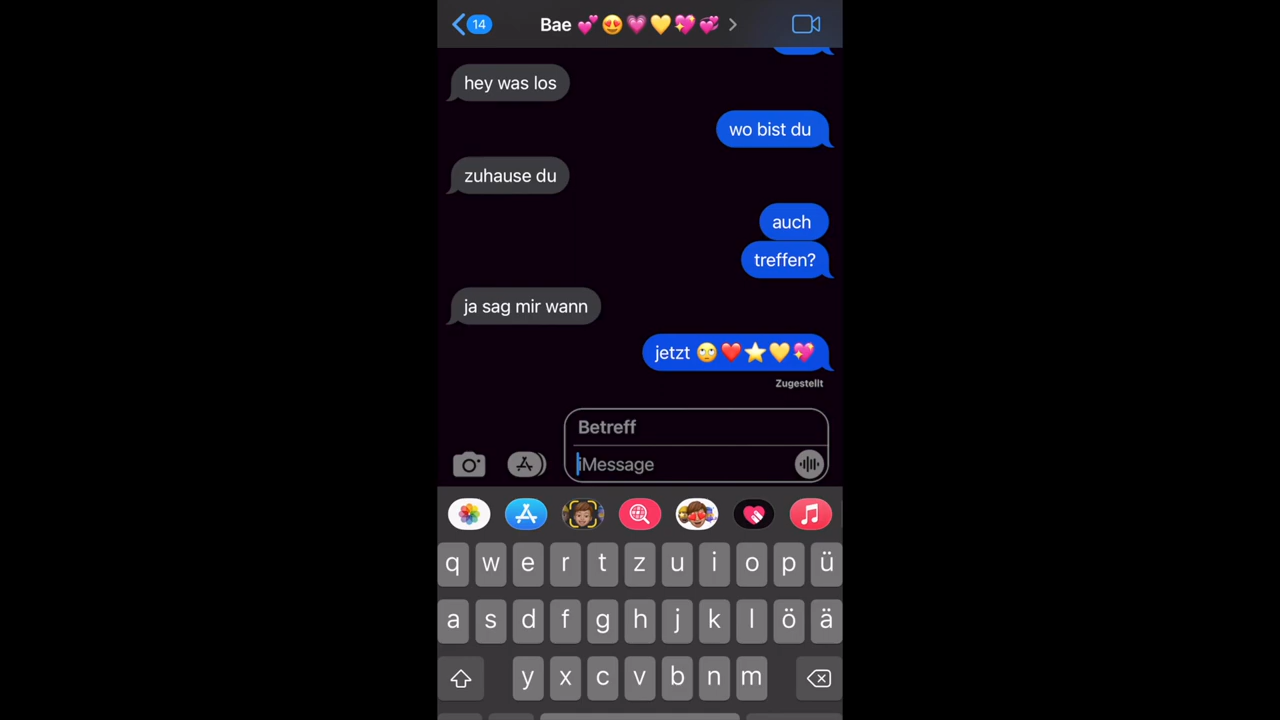 14
Bae 💕😍💗💛💖💞
hey was los
wo bist du
zuhause du
auch
treffen?
ja sag mir wann
jetzt 🙄❤️⭐💛💖
Zugestellt
Betreff
iMessage
q w e r t z u i o p ü
a s d f g h j k l ö ä
y x c v b n m